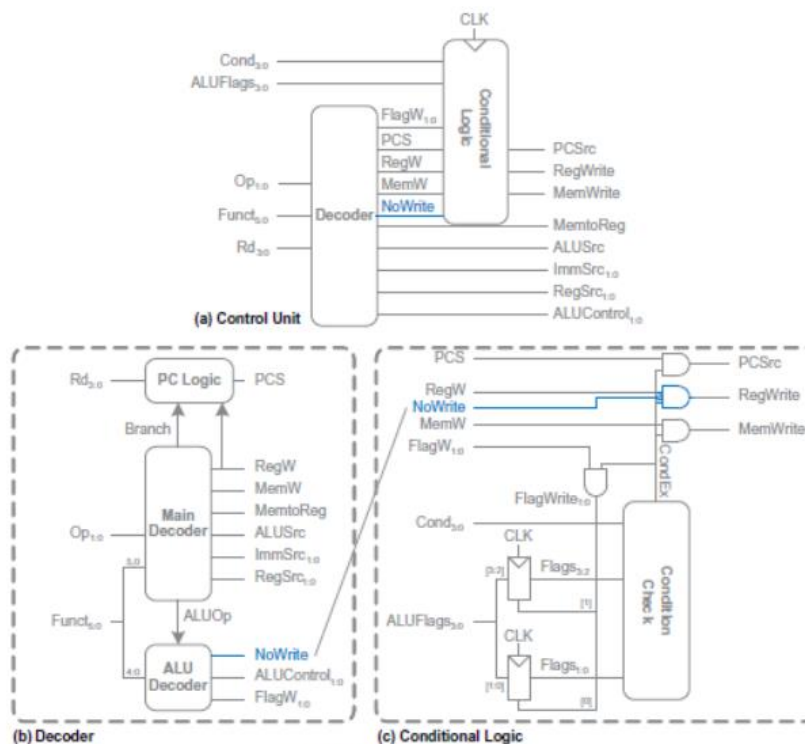 CLK
Cond3:0
ALUFlags3:0
FlagW1:0
PCS
RegW
MemW
NoWrite
Conditional
Logic
PCSrc
RegWrite
MemWrite
Op1:0
Funct5:0
Rd3:0
Decoder
MemtoReg
ALUSrc
ImmSrc1:0
RegSrc1:0
ALUControl1:0
(a) Control Unit
Rd3:0
PC Logic
PCS
Branch
RegW
MemW
MemtoReg
ALUSrc
ImmSrc1:0
RegSrc1:0
Op1:0
Main
Decoder
5:0
ALUOp
Funct5:0
4:0
ALU
Decoder
NoWrite
ALUControl1:0
FlagW1:0
(b) Decoder
PCS
PCSrc
RegW
NoWrite
RegWrite
MemW
MemWrite
FlagW1:0
CondEx
FlagWrite1:0
Cond3:0
CLK
[3:2]
Flags3:2
[1]
ALUFlags3:0
CLK
[1:0]
Flags1:0
[0]
Condition
Check
(c) Conditional Logic